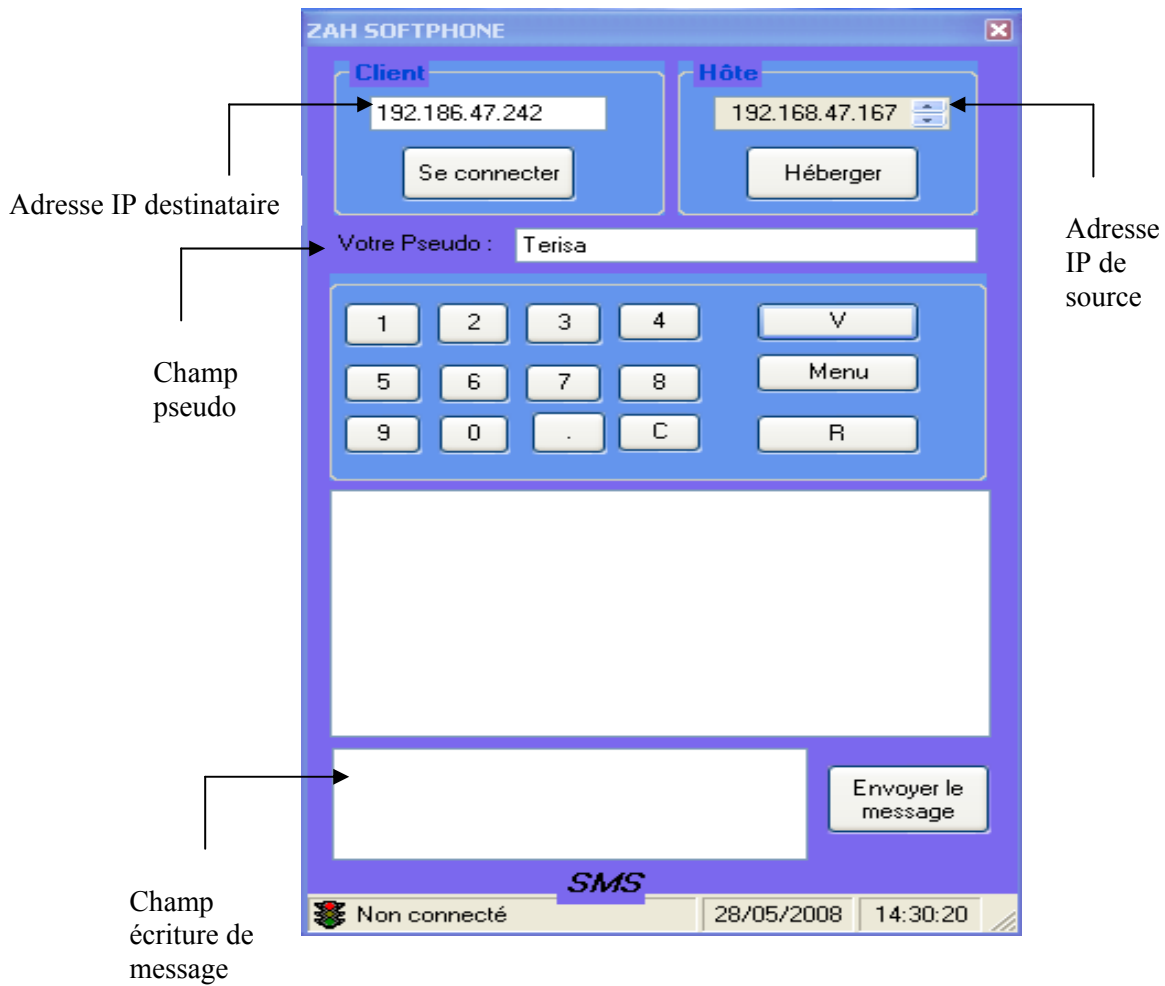 ZAH SOFTPHONE
Client
Hôte
192.186.47.242
192.168.47.167
Se connecter
Héberger
Adresse IP destinataire
Adresse
IP de
source
Votre Pseudo :
Terisa
Champ
pseudo
1 2 3 4 V
5 6 7 8 Menu
9 0 . C R
Envoyer le
message
Champ
écriture de
message
SMS
Non connecté
28/05/2008
14:30:20